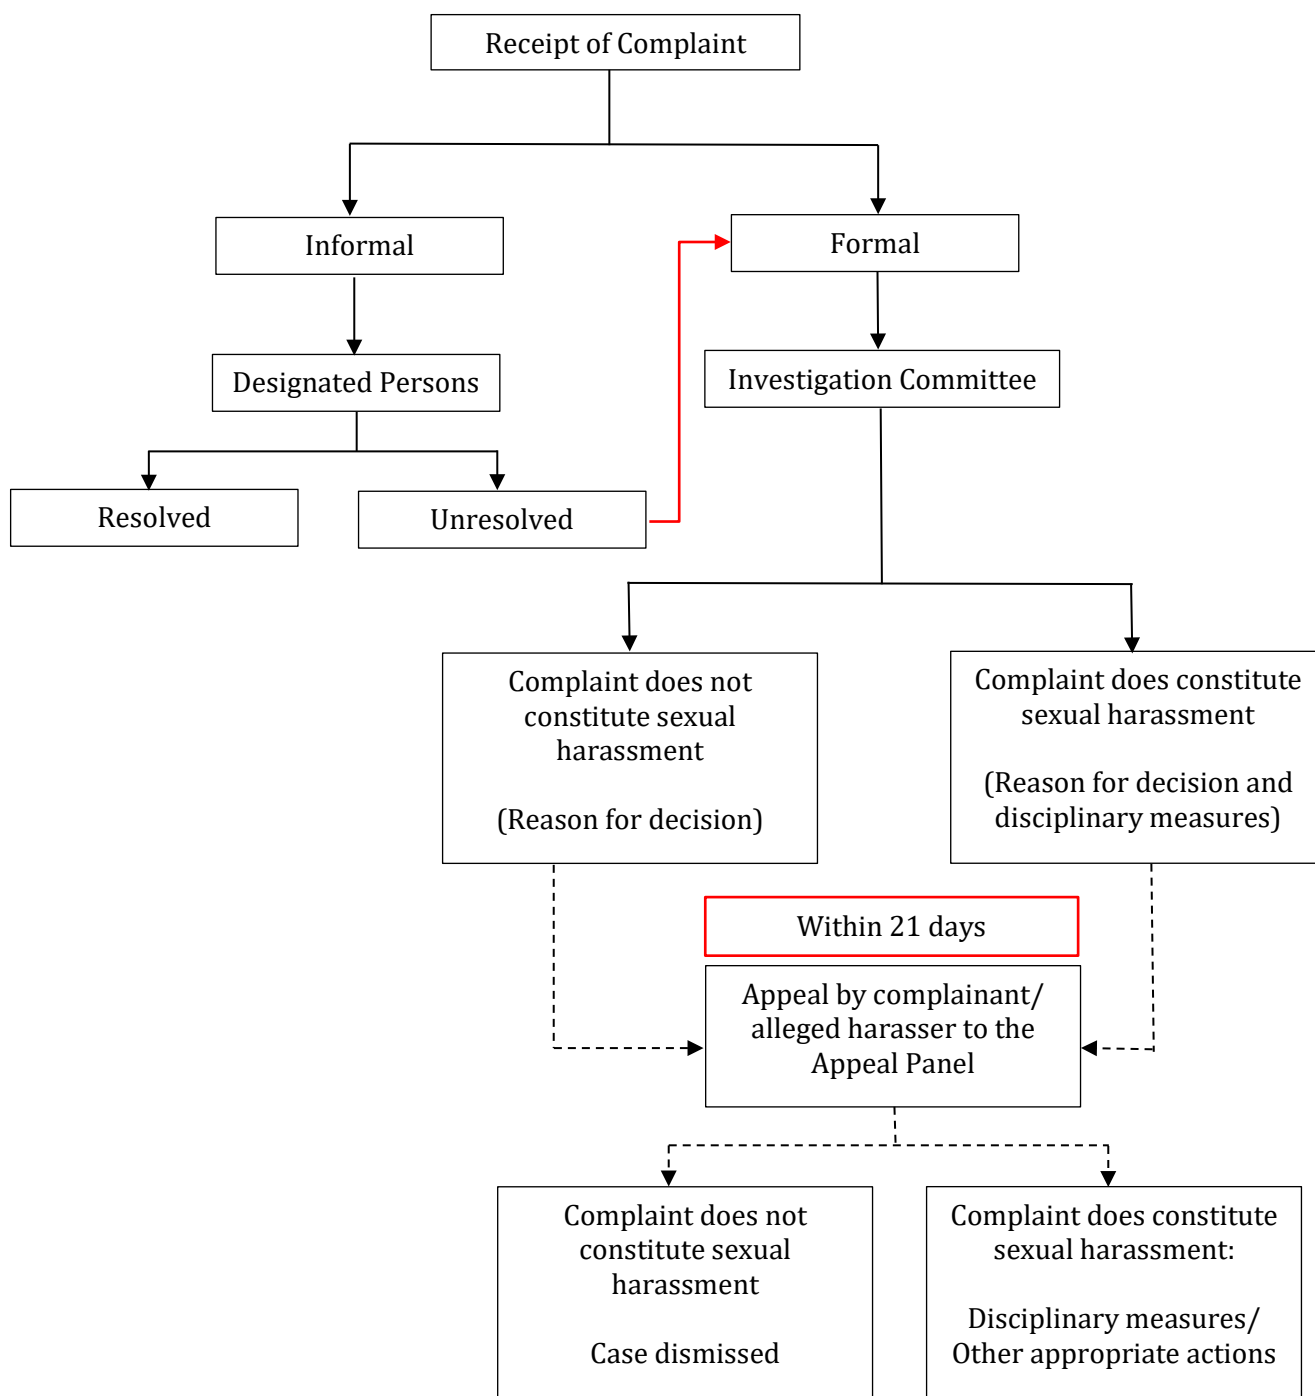 Receipt of Complaint
Informal
Formal
Designated Persons
Investigation Committee
Resolved
Unresolved
Complaint does not
constitute sexual
harassment
(Reason for decision)
Complaint does constitute
sexual harassment
(Reason for decision and
disciplinary measures)
Within 21 days
Appeal by complainant/
alleged harasser to the
Appeal Panel
Complaint does not
constitute sexual
harassment
Case dismissed
Complaint does constitute
sexual harassment:
Disciplinary measures/
Other appropriate actions